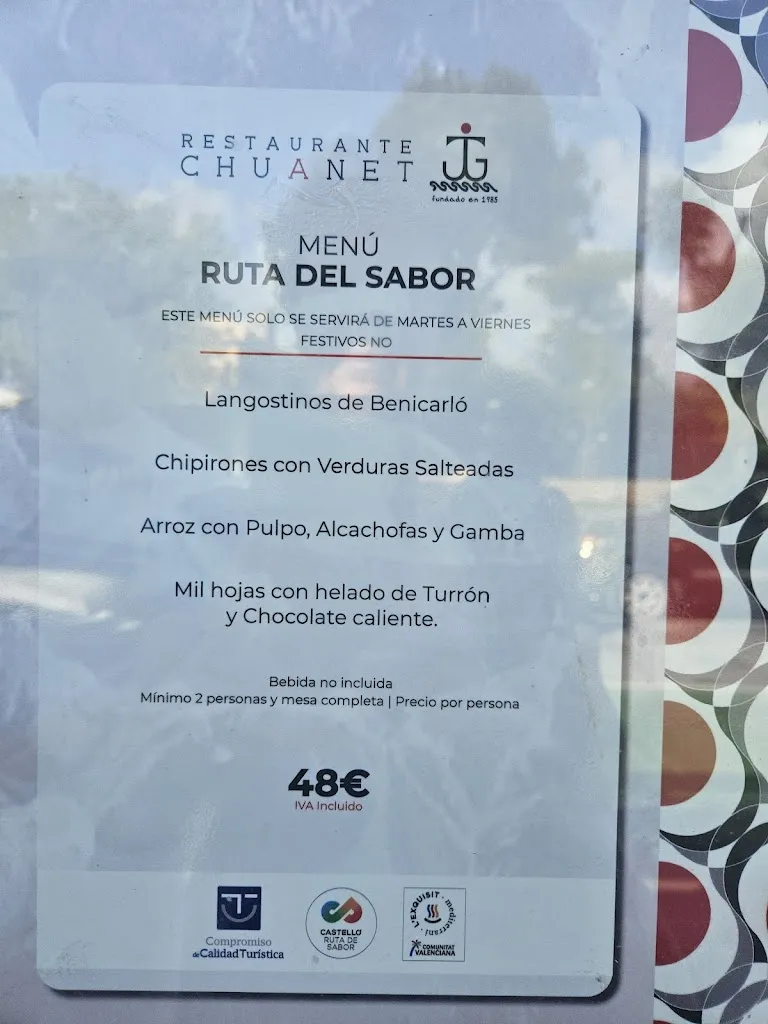 RESTAURANTE
CHUANET
JG
fundado en 1985
MENÚ
RUTA DEL SABOR
ESTE MENÚ SOLO SE SERVIRÁ DE MARTES A VIERNES
FESTIVOS NO
Langostinos de Benicarló
Chipirones con Verduras Salteadas
Arroz con Pulpo, Alcachofas y Gamba
Mil hojas con helado de Turrón
y Chocolate caliente.
Bebida no incluida
Mínimo 2 personas y mesa completa | Precio por persona
48€
IVA Incluido
Compromiso
de Calidad Turística
CASTELLÓ
RUTA DE
SABOR
L'EXQUISIT · mediterrani
COMUNITAT
VALENCIANA